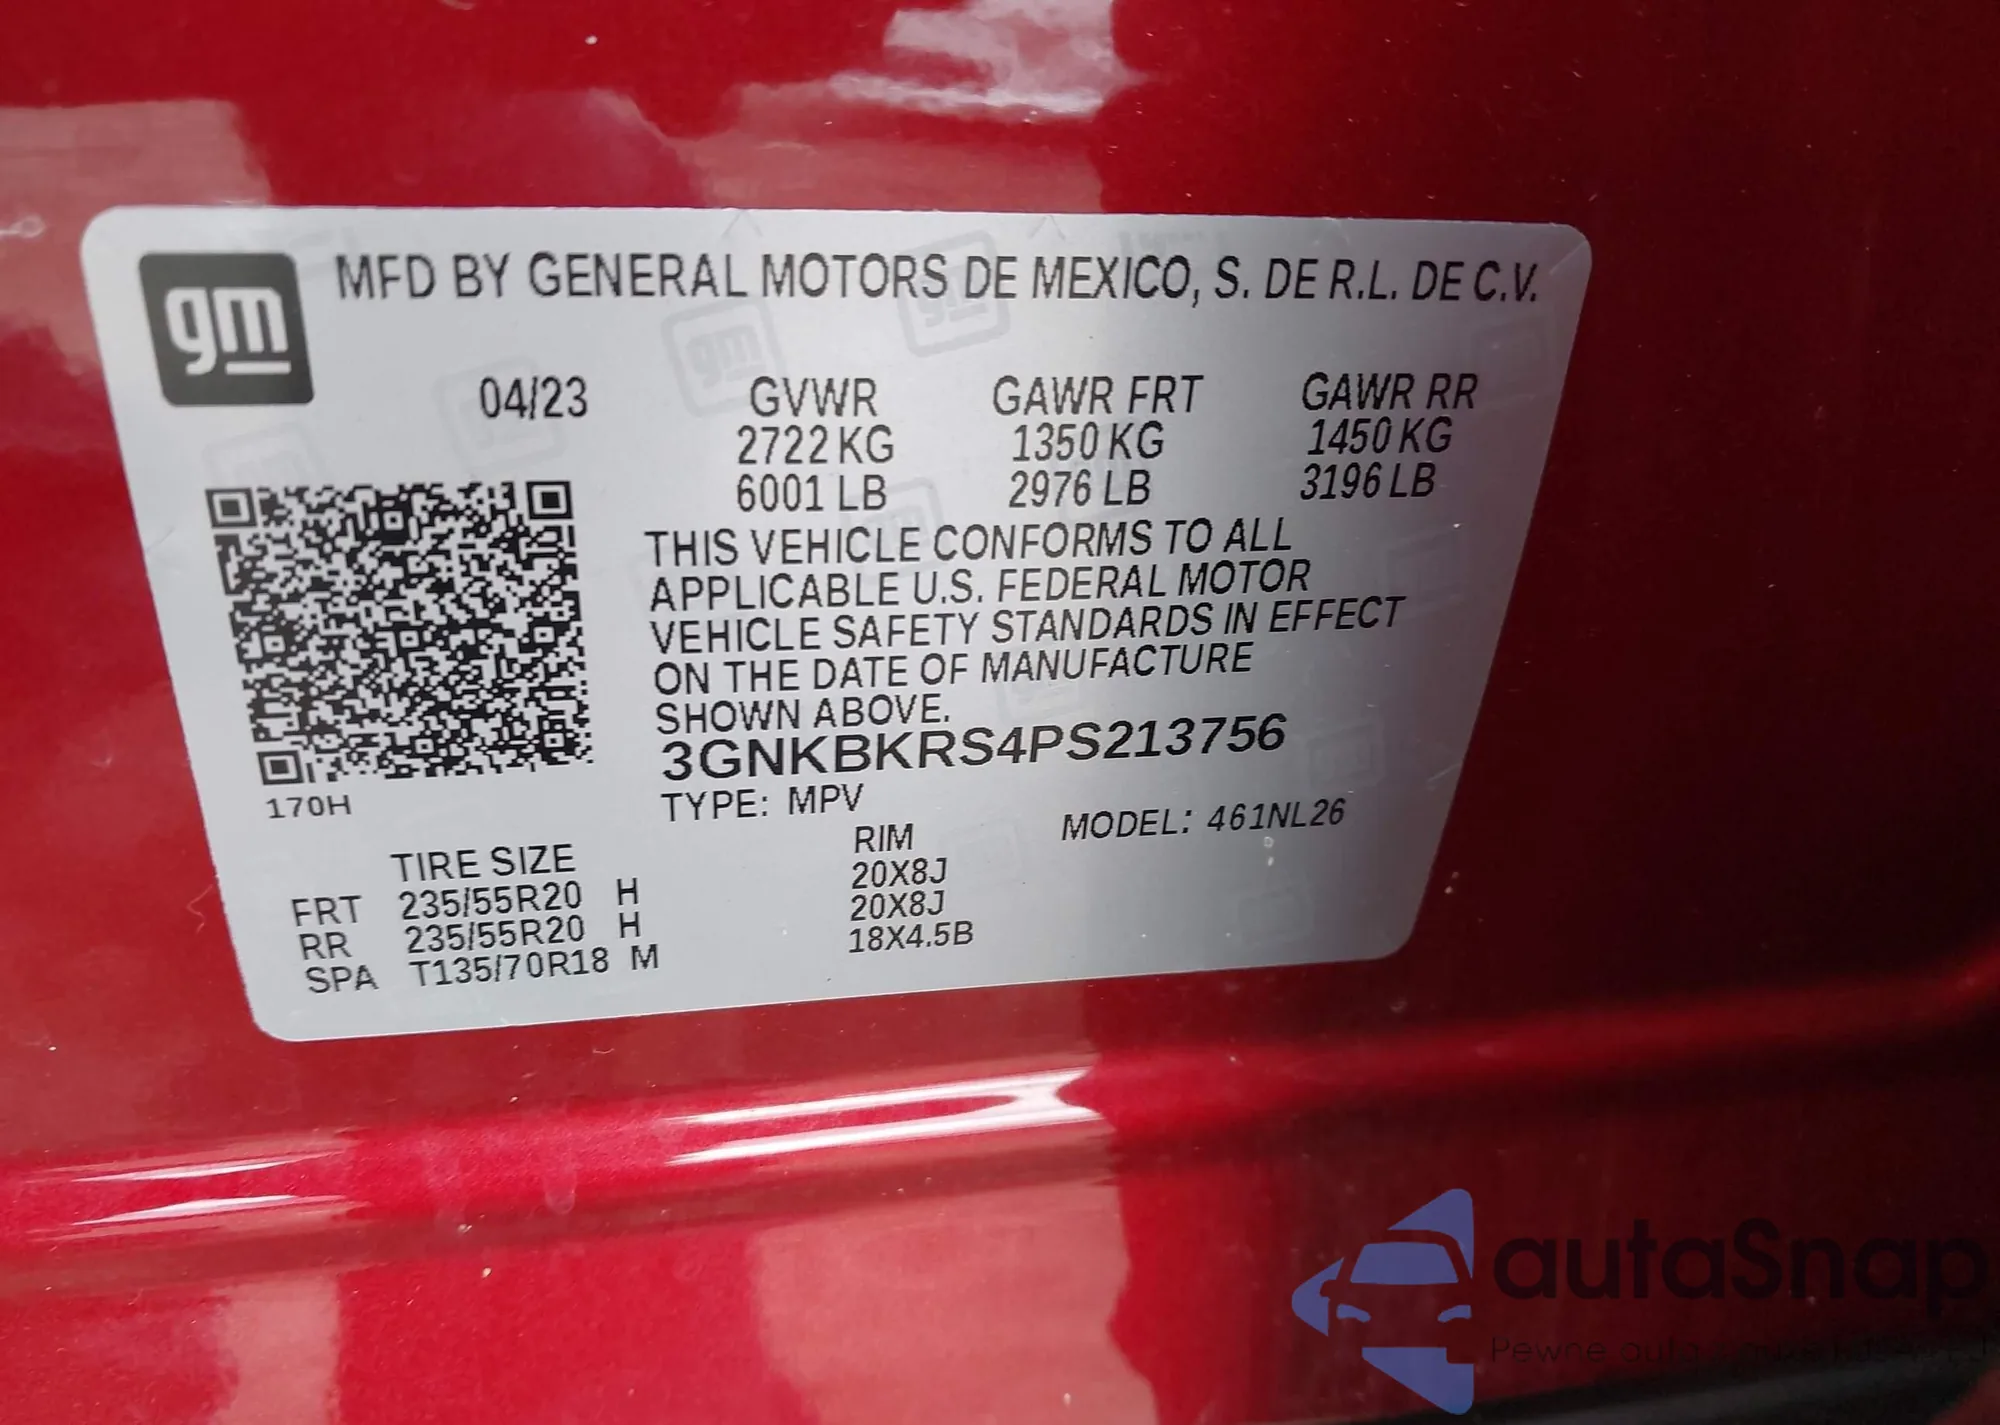 gm
MFD BY GENERAL MOTORS DE MEXICO, S. DE R.L. DE C.V.
04/23 GVWR GAWR FRT GAWR RR
2722 KG 1350 KG 1450 KG
6001 LB 2976 LB 3196 LB
THIS VEHICLE CONFORMS TO ALL
APPLICABLE U.S. FEDERAL MOTOR
VEHICLE SAFETY STANDARDS IN EFFECT
ON THE DATE OF MANUFACTURE
SHOWN ABOVE.
3GNKBKRS4PS213756
170H
TYPE: MPV MODEL: 461NL26
TIRE SIZE RIM
FRT 235/55R20 H 20X8J
RR 235/55R20 H 20X8J
SPA T135/70R18 M 18X4.5B
autaSnap
Pewne auta